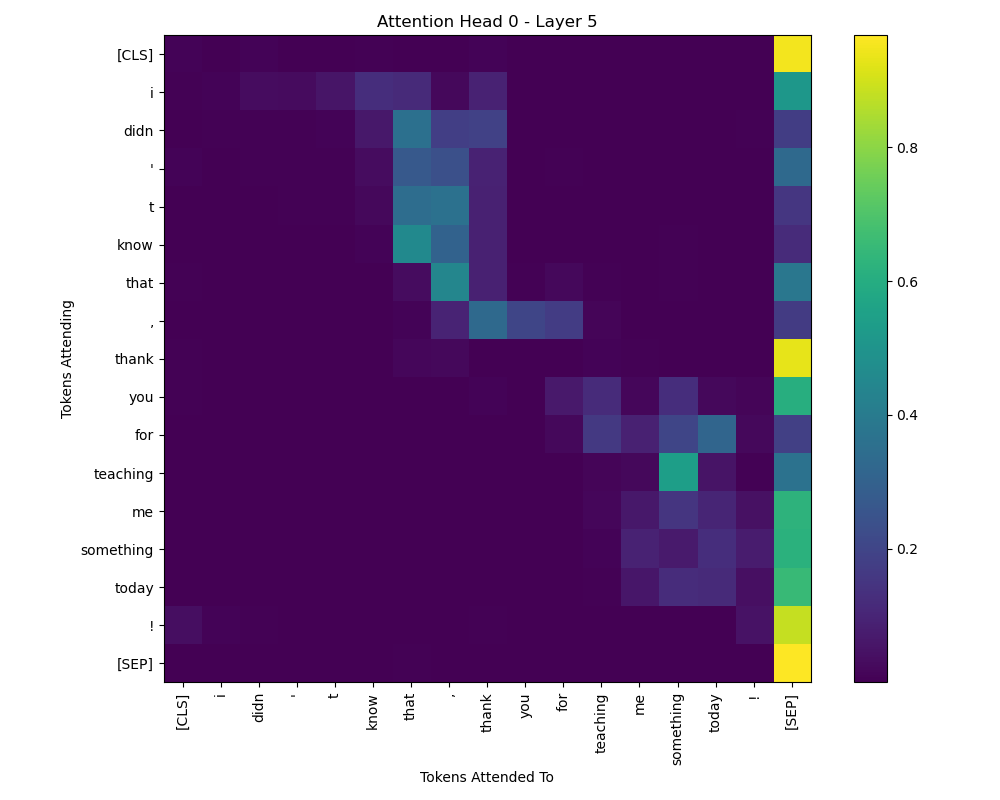 Attention Head 0 - Layer 5
[CLS]
i
didn
'
t
know
that
,
thank
you
for
teaching
me
something
today
!
[SEP]
Tokens Attending
[CLS]
i
didn
'
t
know
that
,
thank
you
for
teaching
me
something
today
!
[SEP]
Tokens Attended To
0.8
0.6
0.4
0.2